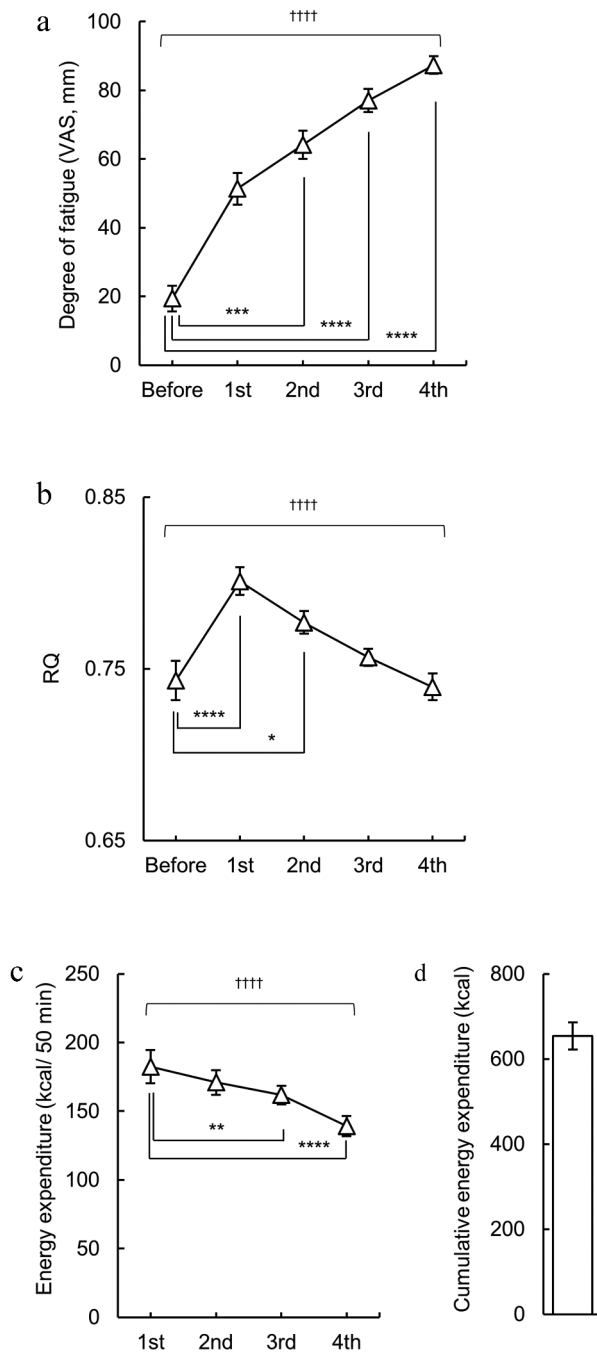 a
Degree of fatigue (VAS, mm)
100
80
60
40
20
0
††††
***
****
****
Before 1st 2nd 3rd 4th
b
RQ
0.85
0.75
0.65
††††
****
*
Before 1st 2nd 3rd 4th
c
Energy expenditure (kcal/ 50 min)
250
200
150
100
50
0
††††
**
****
1st 2nd 3rd 4th
d
Cumulative energy expenditure (kcal)
800
600
400
200
0